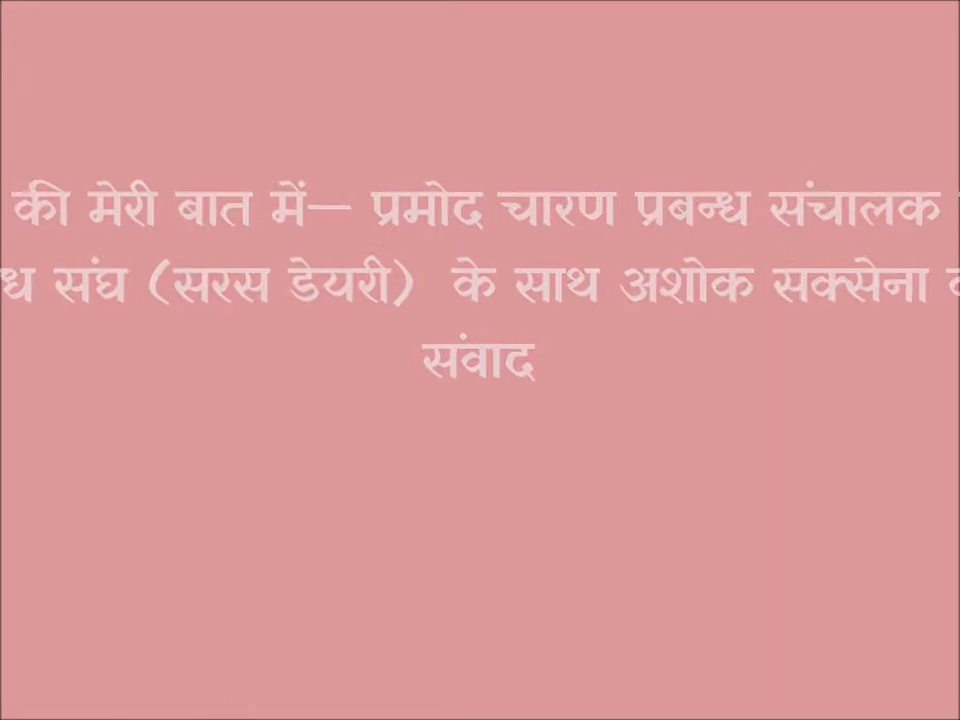 की मेरी बात में– प्रमोद चारण प्रबन्ध संचालक
संघ (सरस डेयरी) के साथ अशोक सक्सेना
संवाद